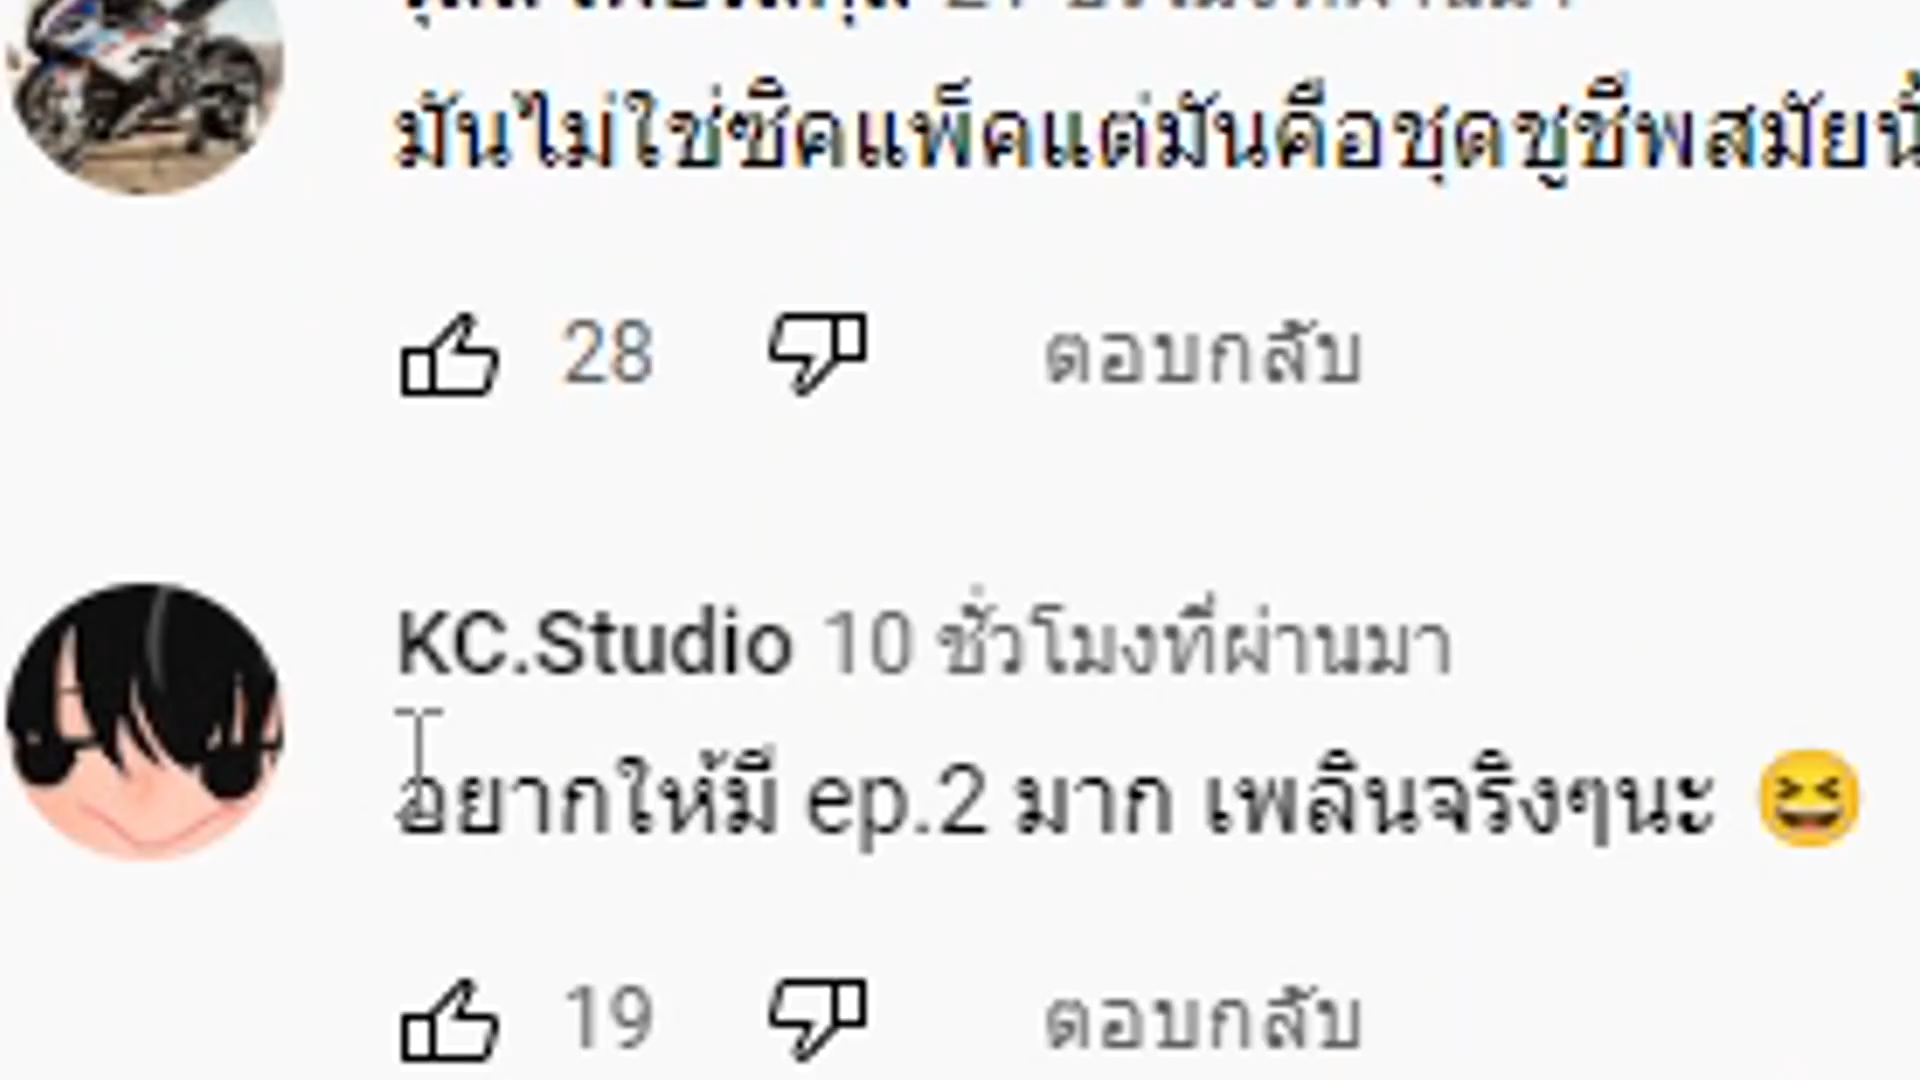 มันไม่ใช่ซิคแพ็คแต่มันคือชุดชูชีพสมัยนี้
28 ตอบกลับ
KC.Studio 10 ชั่วโมงที่ผ่านมา
อยากให้มี ep.2 มาก เพลินจริงๆนะ 😆
19 ตอบกลับ